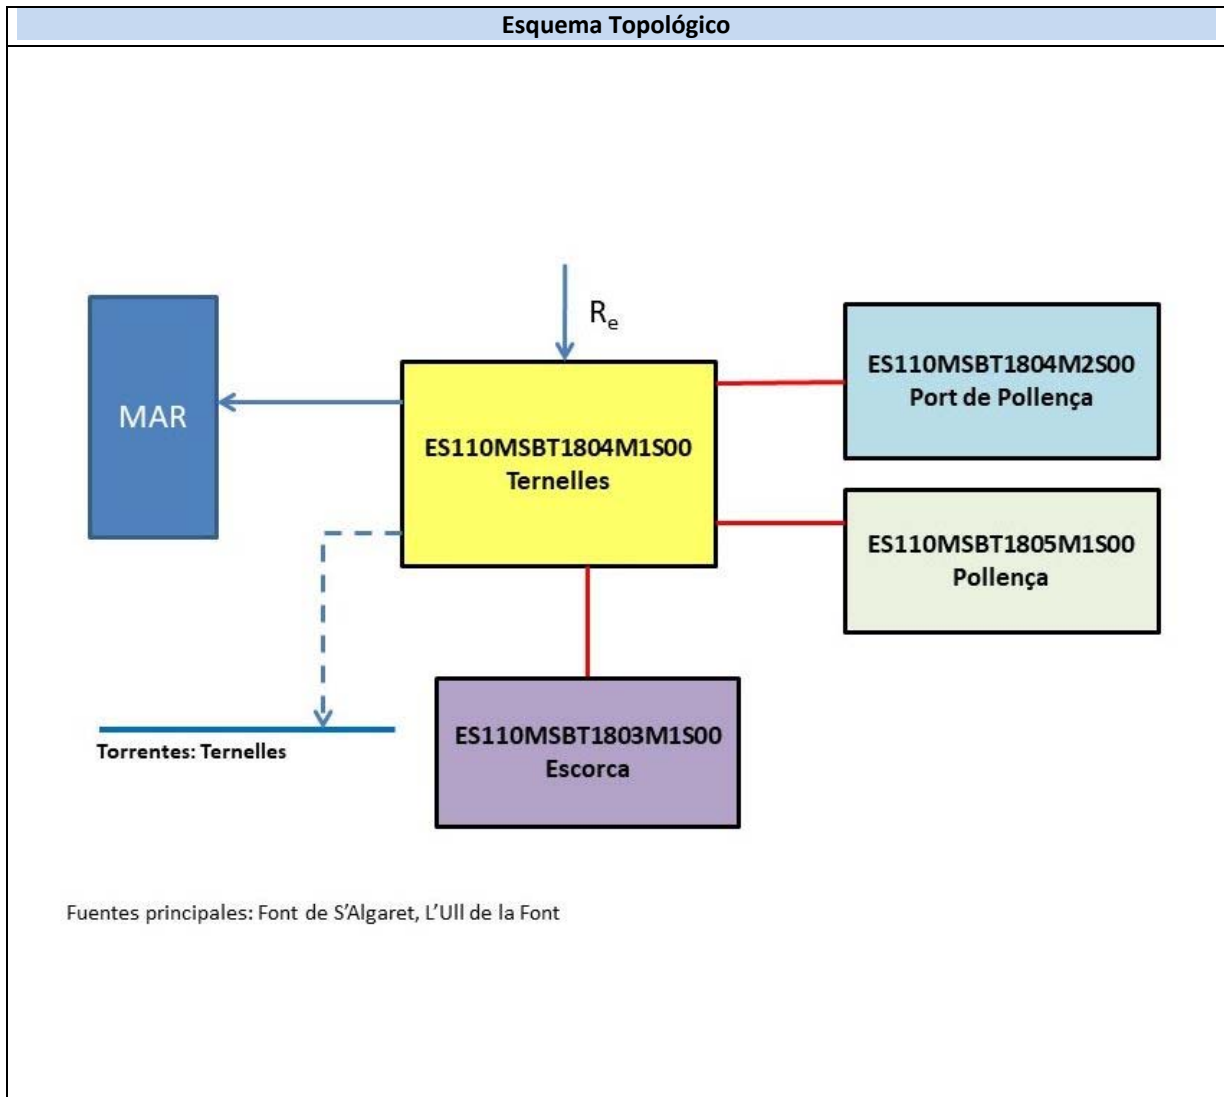 Esquema Topológico
R_e
MAR
ES110MSBT1804M1S00
Ternelles
ES110MSBT1804M2S00
Port de Pollença
ES110MSBT1805M1S00
Pollença
Torrentes: Ternelles
ES110MSBT1803M1S00
Escorca
Fuentes principales: Font de S’Algaret, L’Ull de la Font